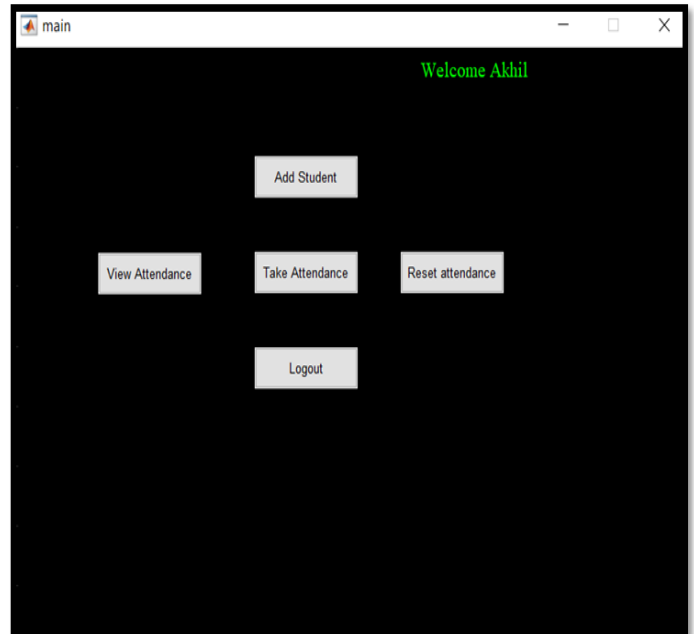 main
Welcome Akhil
Add Student
View Attendance
Take Attendance
Reset attendance
Logout